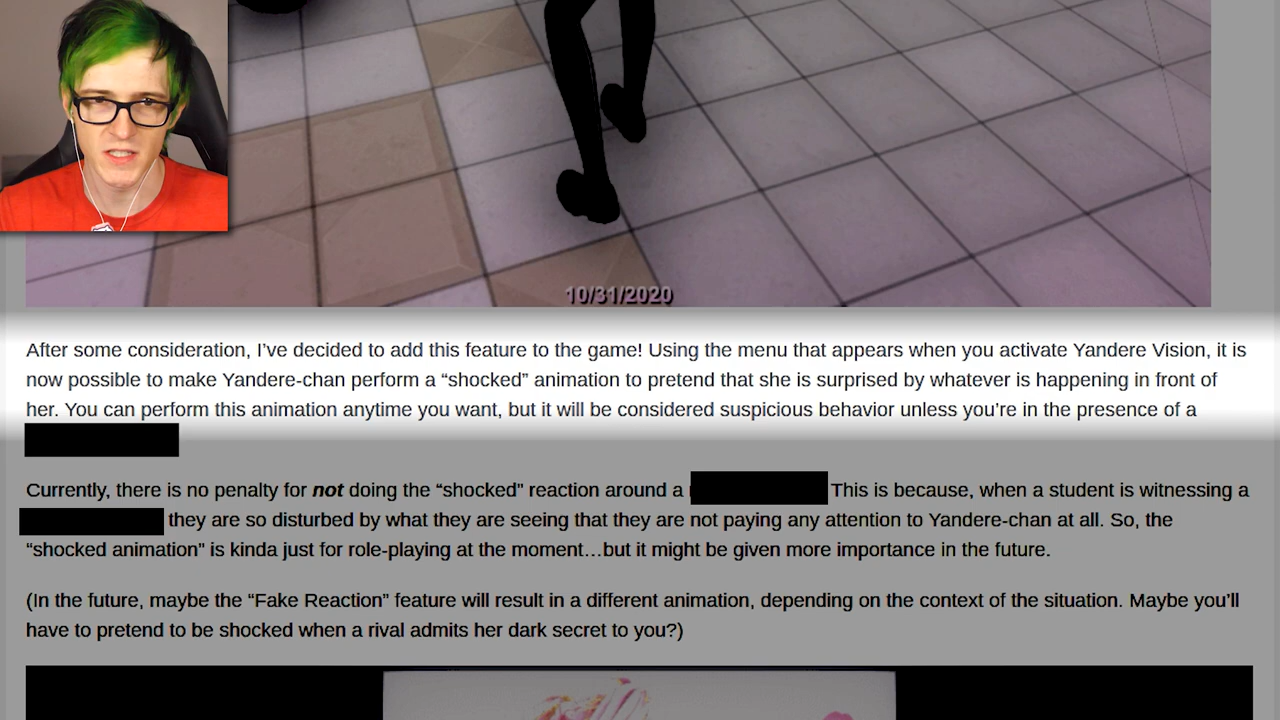 10/31/2020
After some consideration, I’ve decided to add this feature to the game! Using the menu that appears when you activate Yandere Vision, it is
now possible to make Yandere-chan perform a “shocked” animation to pretend that she is surprised by whatever is happening in front of
her. You can perform this animation anytime you want, but it will be considered suspicious behavior unless you’re in the presence of a
Currently, there is no penalty for not doing the “shocked” reaction around a This is because, when a student is witnessing a
they are so disturbed by what they are seeing that they are not paying any attention to Yandere-chan at all. So, the
“shocked animation” is kinda just for role-playing at the moment…but it might be given more importance in the future.
(In the future, maybe the “Fake Reaction” feature will result in a different animation, depending on the context of the situation. Maybe you’ll
have to pretend to be shocked when a rival admits her dark secret to you?)